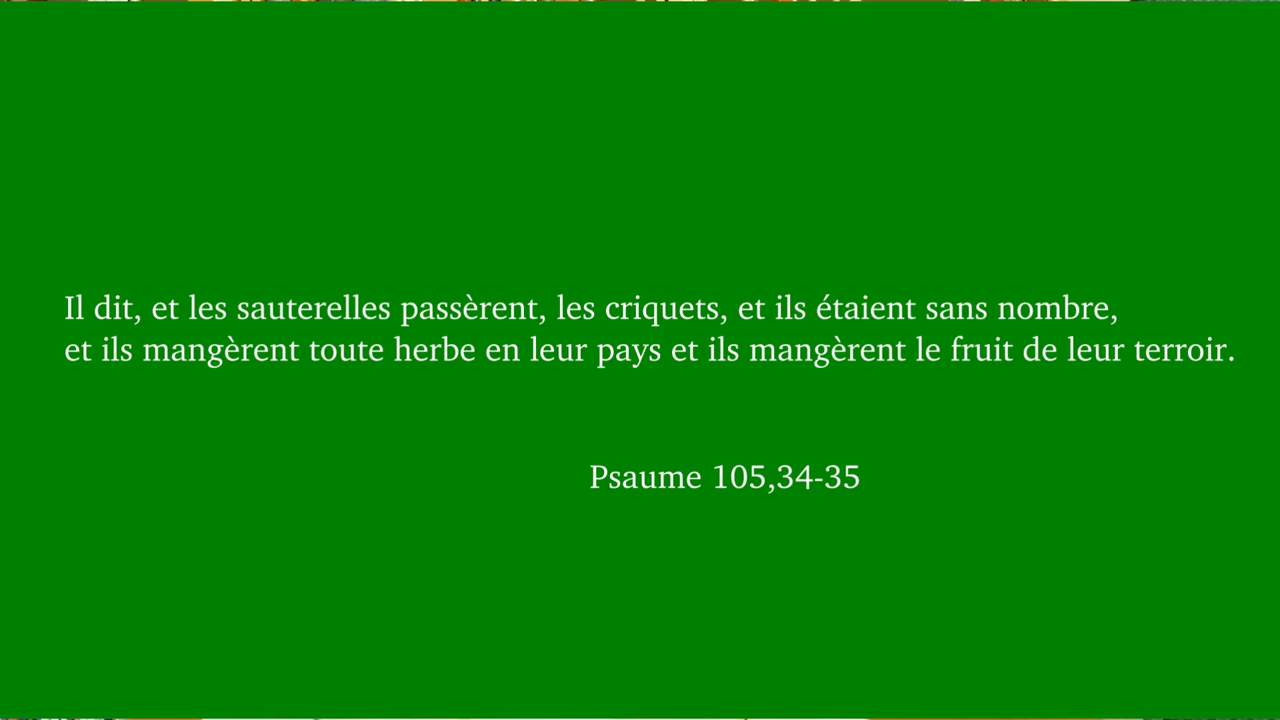 Il dit, et les sauterelles passèrent, les criquets, et ils étaient sans nombre,
et ils mangèrent toute herbe en leur pays et ils mangèrent le fruit de leur terroir.
Psaume 105,34-35